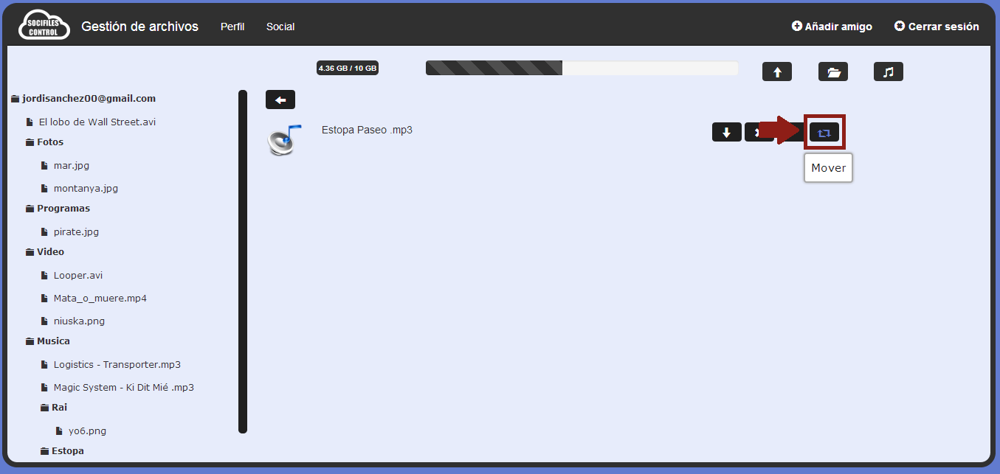 SOCIFILES
CONTROL
Gestión de archivos Perfil Social Añadir amigo Cerrar sesión
4.36 GB / 10 GB
jordisanchez00@gmail.com
El lobo de Wall Street.avi
Fotos
mar.jpg
montanya.jpg
Programas
pirate.jpg
Video
Looper.avi
Mata_o_muere.mp4
niuska.png
Musica
Logistics - Transporter.mp3
Magic System - Ki Dit Mié .mp3
Rai
yo6.png
Estopa
Estopa Paseo .mp3
Mover